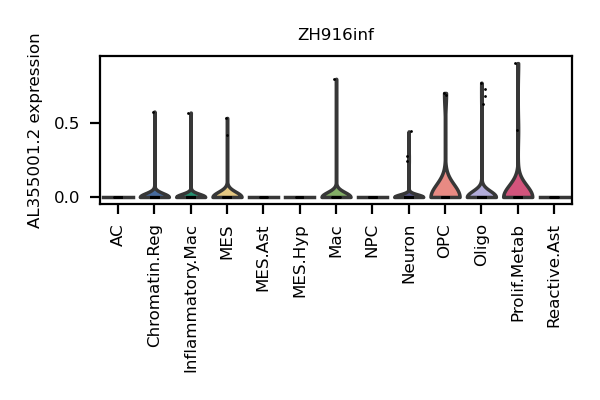 ZH916inf
AL355001.2 expression
0.5
0.0
AC
Chromatin.Reg
Inflammatory.Mac
MES
MES.Ast
MES.Hyp
Mac
NPC
Neuron
OPC
Oligo
Prolif.Metab
Reactive.Ast